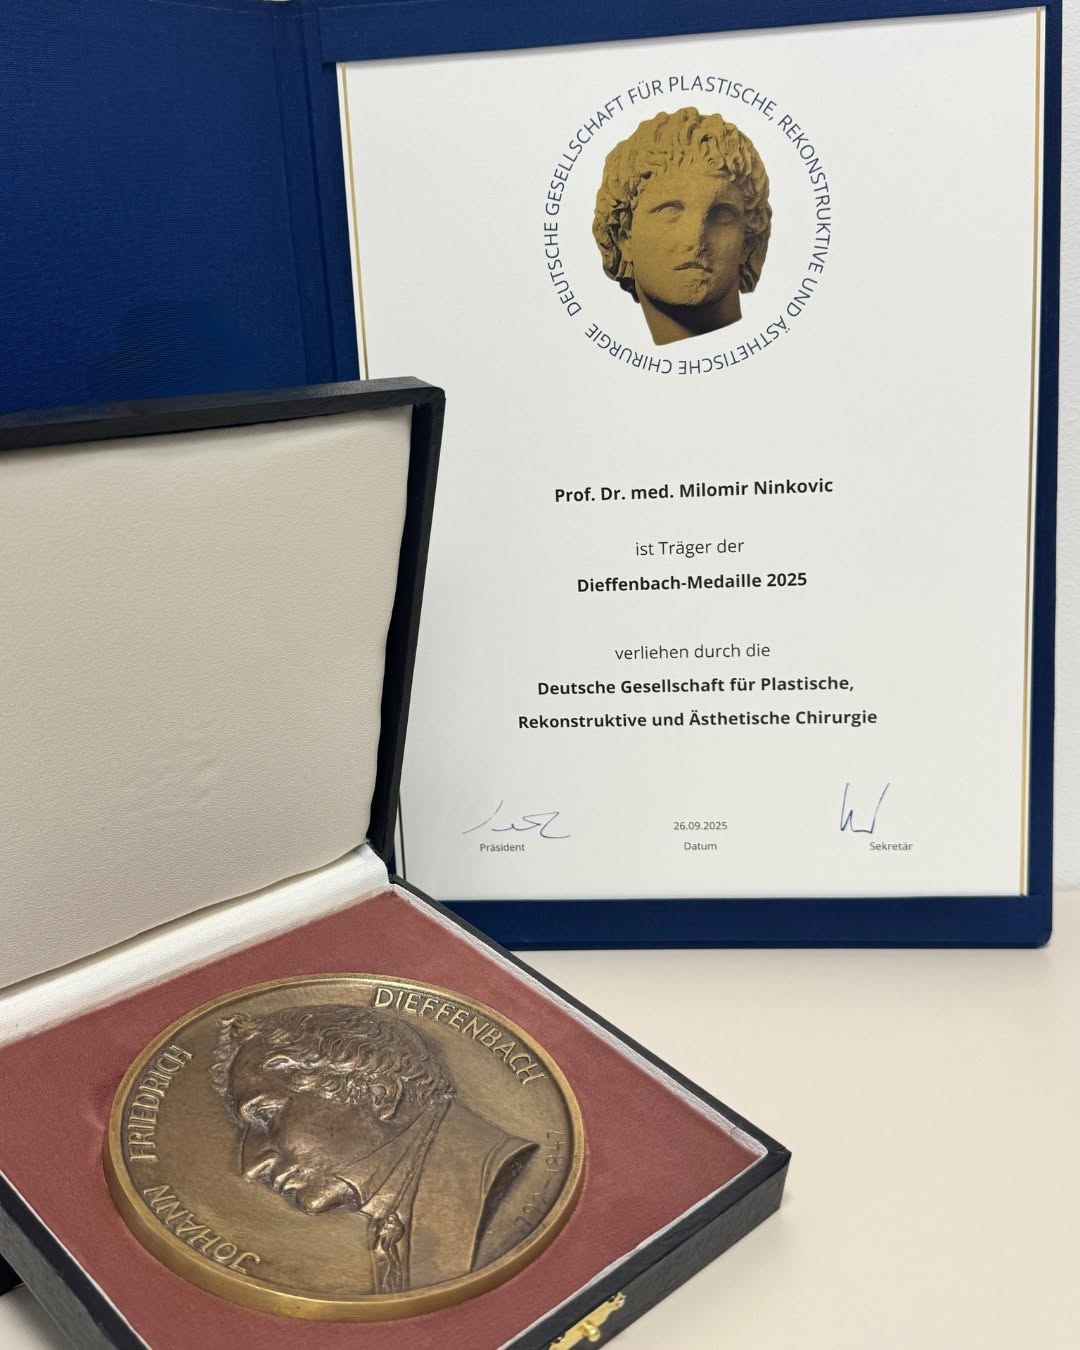 DEUTSCHE GESELLSCHAFT FÜR PLASTISCHE, REKONSTRUKTIVE UND ÄSTHETISCHE CHIRURGIE
Prof. Dr. med. Milomir Ninkovic
ist Träger der
Dieffenbach-Medaille 2025
verliehen durch die
Deutsche Gesellschaft für Plastische,
Rekonstruktive und Ästhetische Chirurgie
26.09.2025
Präsident
Datum
Sekretär
JOHANN FRIEDRICH DIEFFENBACH
1792-1847